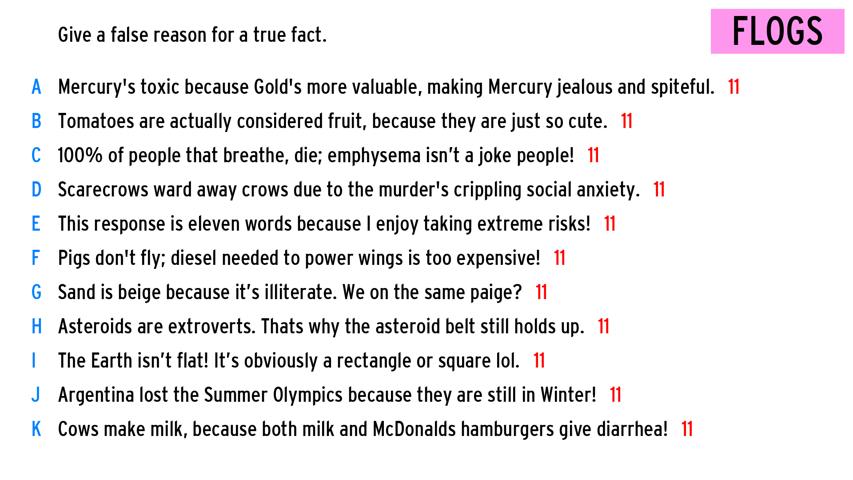 Give a false reason for a true fact.
FLOGS
A Mercury's toxic because Gold's more valuable, making Mercury jealous and spiteful. 11
B Tomatoes are actually considered fruit, because they are just so cute. 11
C 100% of people that breathe, die; emphysema isn’t a joke people! 11
D Scarecrows ward away crows due to the murder's crippling social anxiety. 11
E This response is eleven words because I enjoy taking extreme risks! 11
F Pigs don't fly; diesel needed to power wings is too expensive! 11
G Sand is beige because it’s illiterate. We on the same paige? 11
H Asteroids are extroverts. Thats why the asteroid belt still holds up. 11
I The Earth isn’t flat! It’s obviously a rectangle or square lol. 11
J Argentina lost the Summer Olympics because they are still in Winter! 11
K Cows make milk, because both milk and McDonalds hamburgers give diarrhea! 11